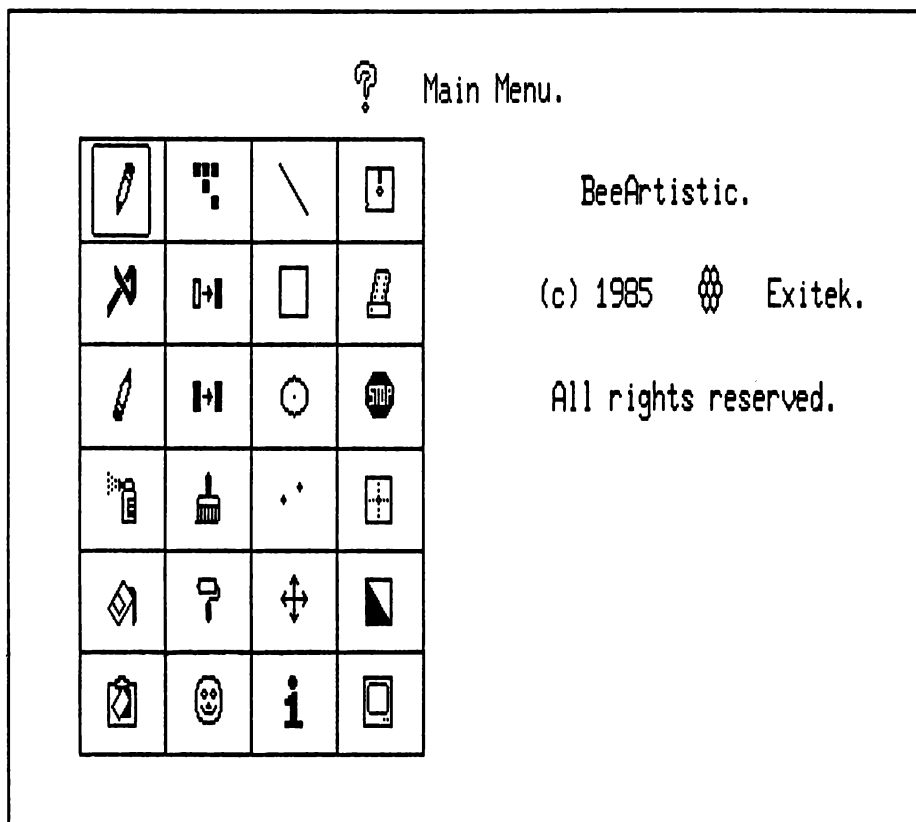 ? Main Menu.
BeeArtistic.
(c) 1985 Exitek.
STOP
All rights reserved.
i